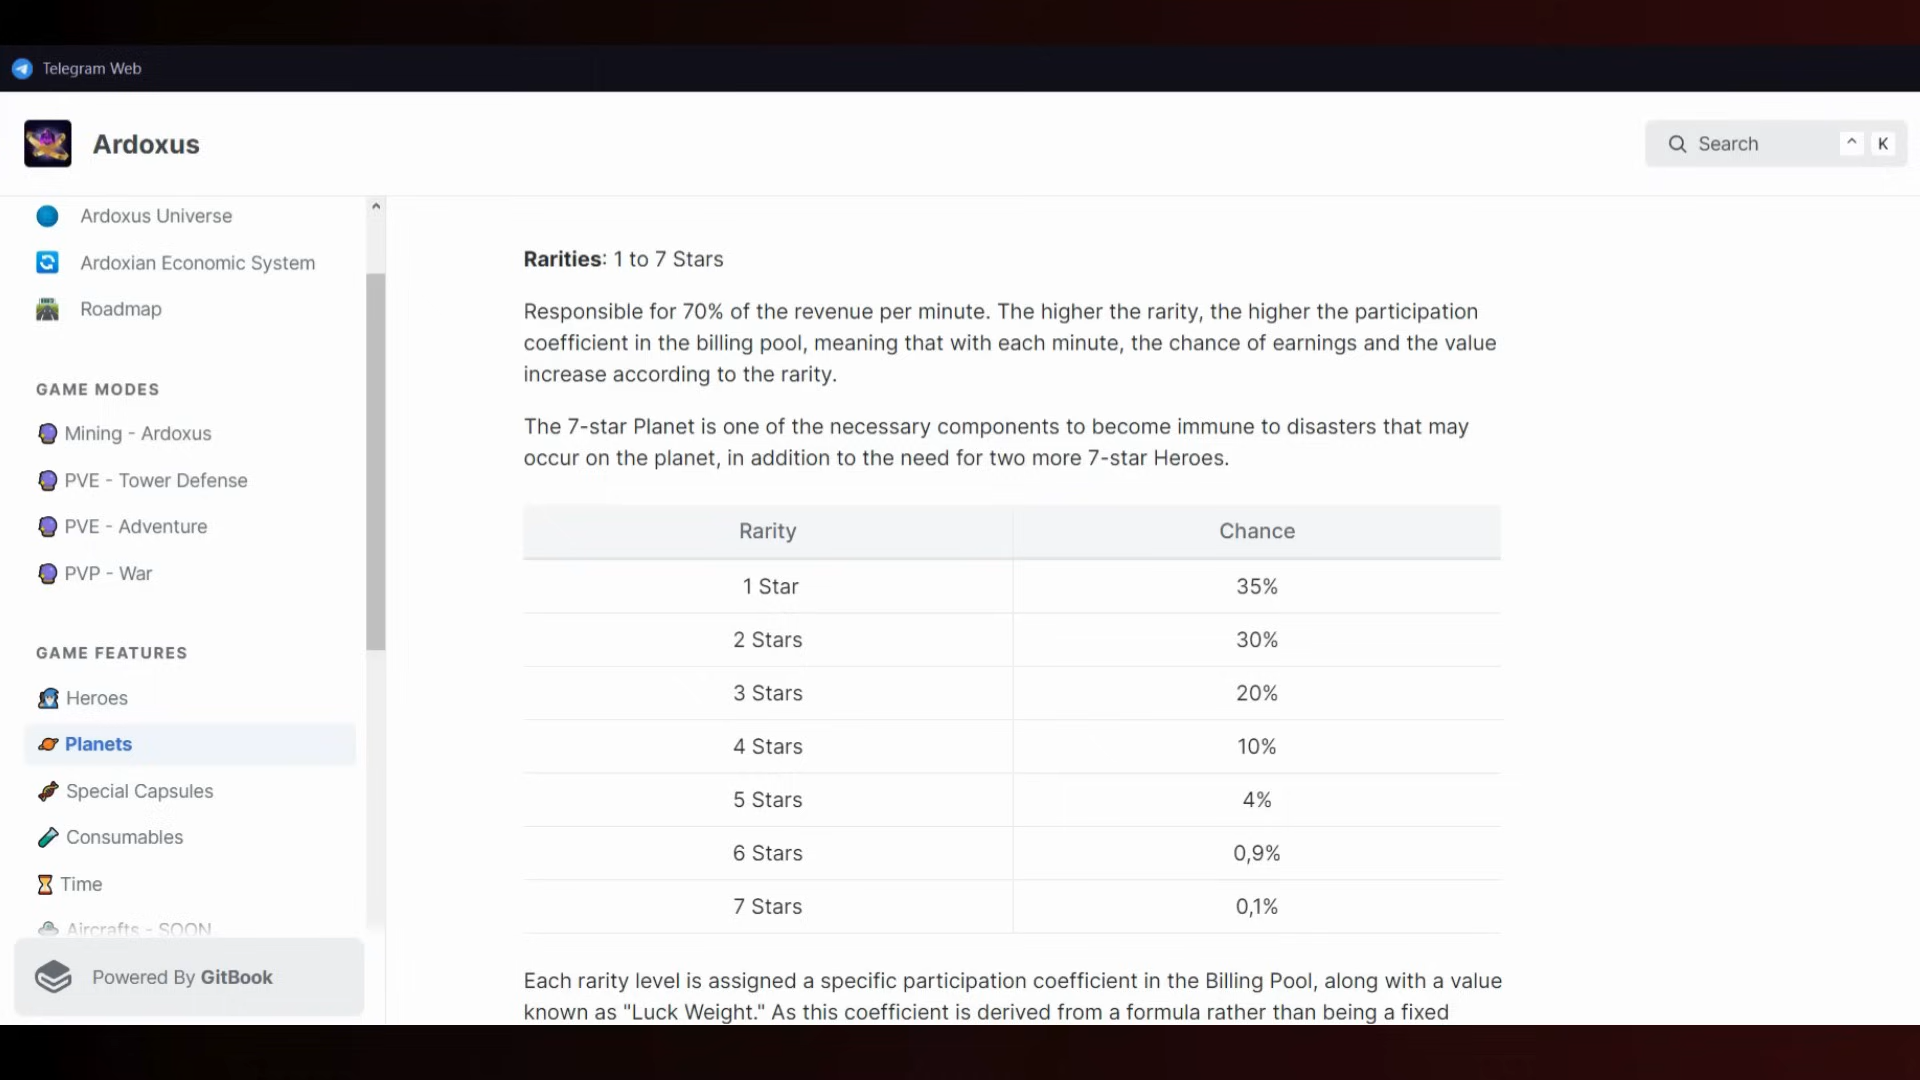 Telegram Web
Ardoxus
Search
^ K
Ardoxus Universe
Ardoxian Economic System
Roadmap
GAME MODES
Mining - Ardoxus
PVE - Tower Defense
PVE - Adventure
PVP - War
GAME FEATURES
Heroes
Planets
Special Capsules
Consumables
Time
Aircrafts - SOON
Powered By GitBook
Rarities: 1 to 7 Stars
Responsible for 70% of the revenue per minute. The higher the rarity, the higher the participation
coefficient in the billing pool, meaning that with each minute, the chance of earnings and the value
increase according to the rarity.
The 7-star Planet is one of the necessary components to become immune to disasters that may
occur on the planet, in addition to the need for two more 7-star Heroes.
Rarity Chance
1 Star 35%
2 Stars 30%
3 Stars 20%
4 Stars 10%
5 Stars 4%
6 Stars 0,9%
7 Stars 0,1%
Each rarity level is assigned a specific participation coefficient in the Billing Pool, along with a value
known as "Luck Weight." As this coefficient is derived from a formula rather than being a fixed